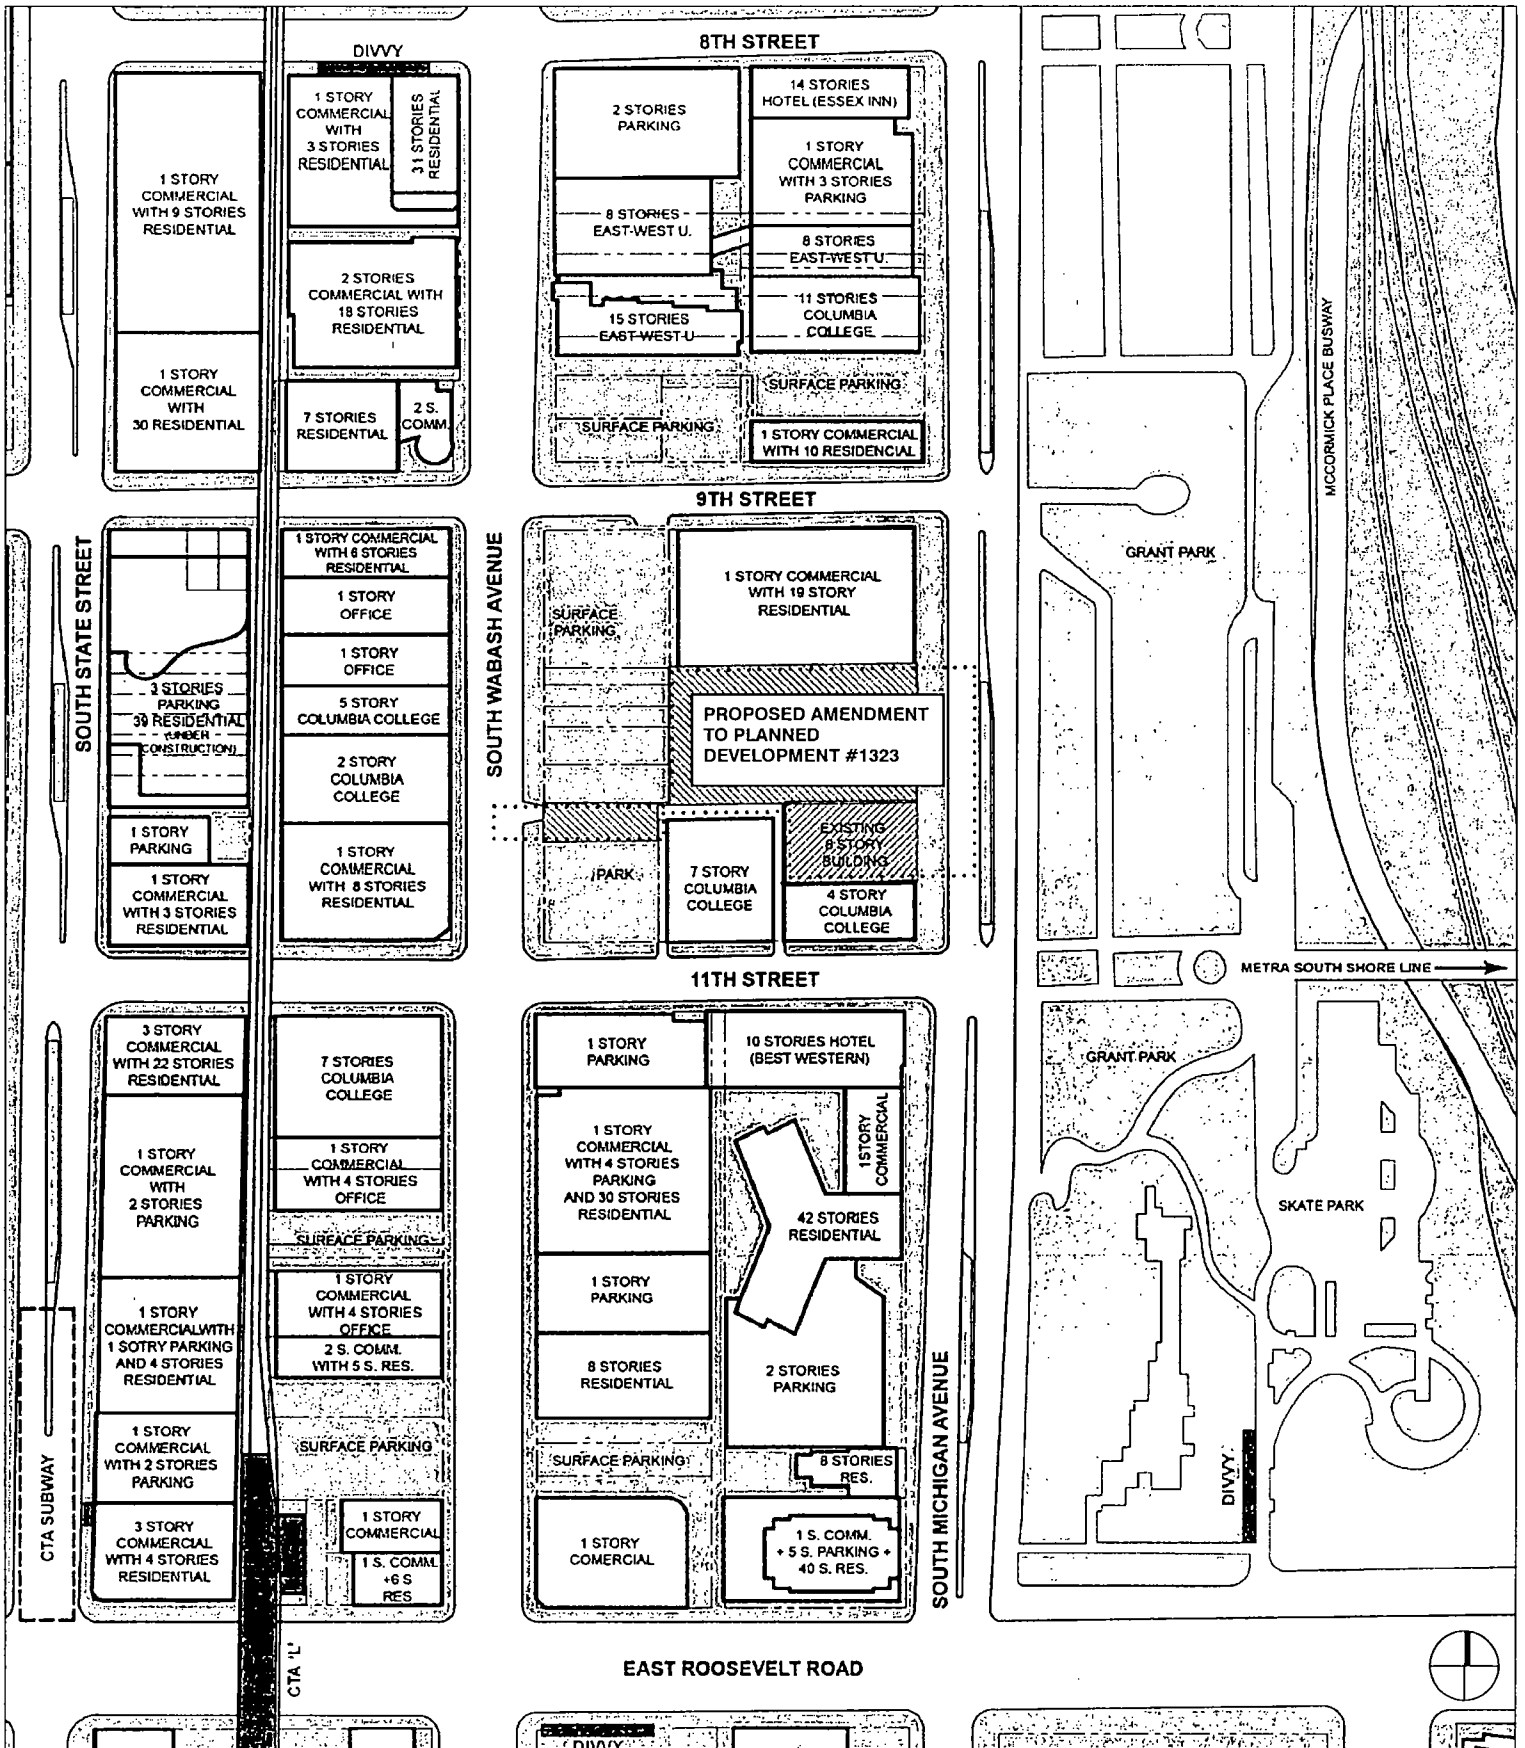 8TH STREET
DIVVY
1 STORY
COMMERCIAL
WITH 9 STORIES
RESIDENTIAL
1 STORY
COMMERCIAL
WITH
3 STORIES
RESIDENTIAL
31 STORIES
RESIDENTIAL
2 STORIES
COMMERCIAL WITH
18 STORIES
RESIDENTIAL
1 STORY
COMMERCIAL
WITH
30 RESIDENTIAL
7 STORIES
RESIDENTIAL
2 S.
COMM.
2 STORIES
PARKING
14 STORIES
HOTEL (ESSEX INN)
1 STORY
COMMERCIAL
WITH 3 STORIES
PARKING
8 STORIES
EAST-WEST U.
8 STORIES
EAST-WEST U.
15 STORIES
EAST-WEST U
11 STORIES
COLUMBIA
COLLEGE
SURFACE PARKING
SURFACE PARKING
1 STORY COMMERCIAL
WITH 10 RESIDENCIAL
MCCORMICK PLACE BUSWAY
9TH STREET
SOUTH STATE STREET
SOUTH WABASH AVENUE
1 STORY COMMERCIAL
WITH 6 STORIES
RESIDENTIAL
1 STORY
OFFICE
1 STORY
OFFICE
5 STORY
COLUMBIA COLLEGE
2 STORY
COLUMBIA
COLLEGE
1 STORY
COMMERCIAL
WITH 8 STORIES
RESIDENTIAL
3 STORIES
PARKING
39 RESIDENTIAL
(UNDER
CONSTRUCTION)
1 STORY
PARKING
1 STORY
COMMERCIAL
WITH 3 STORIES
RESIDENTIAL
SURFACE
PARKING
1 STORY COMMERCIAL
WITH 19 STORY
RESIDENTIAL
PROPOSED AMENDMENT
TO PLANNED
DEVELOPMENT #1323
EXISTING
8 STORY
BUILDING
PARK
7 STORY
COLUMBIA
COLLEGE
4 STORY
COLUMBIA
COLLEGE
GRANT PARK
11TH STREET
METRA SOUTH SHORE LINE
3 STORY
COMMERCIAL
WITH 22 STORIES
RESIDENTIAL
7 STORIES
COLUMBIA
COLLEGE
1 STORY
COMMERCIAL
WITH
2 STORIES
PARKING
1 STORY
COMMERCIAL
WITH 4 STORIES
OFFICE
SURFACE PARKING
1 STORY
COMMERCIAL
WITH 4 STORIES
OFFICE
2 S. COMM.
WITH 5 S. RES.
1 STORY
COMMERCIALWITH
1 SOTRY PARKING
AND 4 STORIES
RESIDENTIAL
1 STORY
COMMERCIAL
WITH 2 STORIES
PARKING
3 STORY
COMMERCIAL
WITH 4 STORIES
RESIDENTIAL
SURFACE PARKING
1 STORY
COMMERCIAL
1 S. COMM.
+6 S
RES
CTA SUBWAY
CTA 'L'
1 STORY
PARKING
10 STORIES HOTEL
(BEST WESTERN)
1 STORY
COMMERCIAL
WITH 4 STORIES
PARKING
AND 30 STORIES
RESIDENTIAL
1STORY
COMMERCIAL
42 STORIES
RESIDENTIAL
1 STORY
PARKING
8 STORIES
RESIDENTIAL
2 STORIES
PARKING
SURFACE PARKING
8 STORIES
RES.
1 STORY
COMERCIAL
1 S. COMM.
+ 5 S. PARKING +
40 S. RES.
SOUTH MICHIGAN AVENUE
GRANT PARK
SKATE PARK
DIVVY
EAST ROOSEVELT ROAD
DIVVY